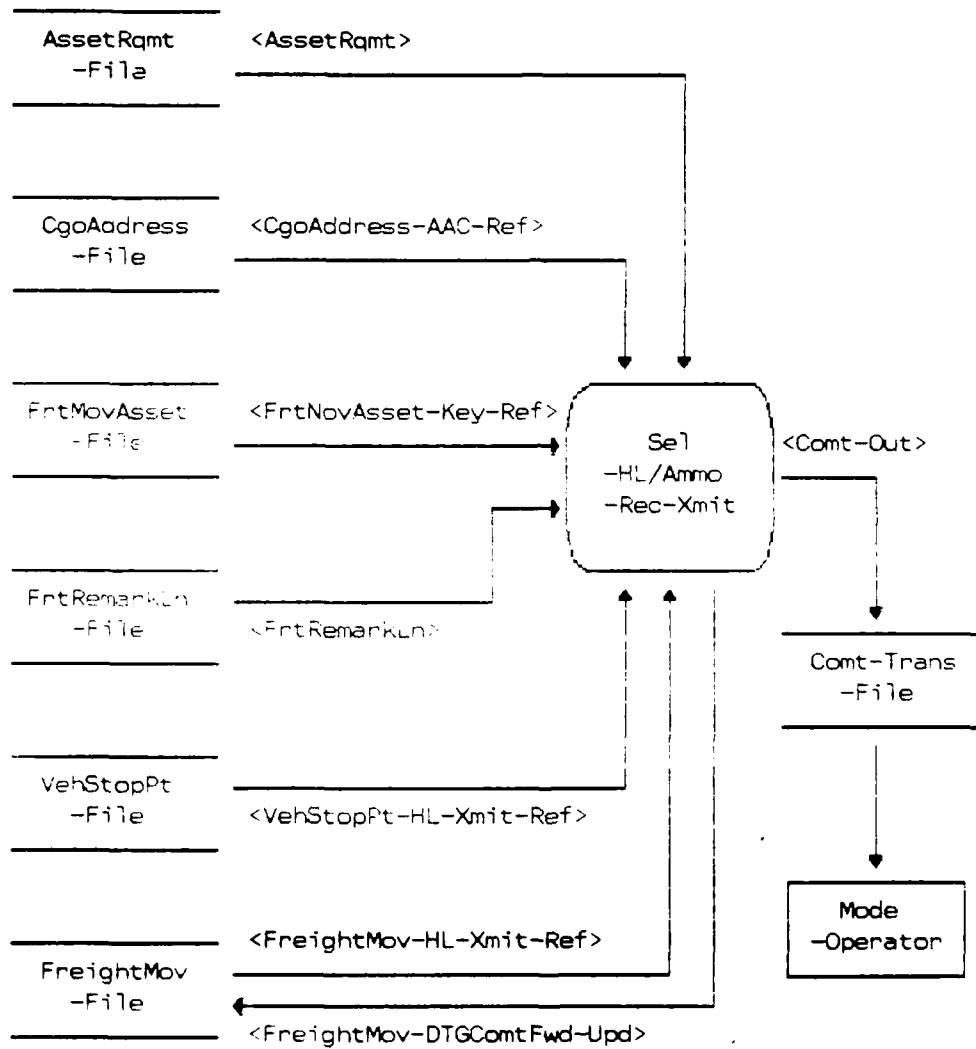 AssetRqmt
-File
<AssetRqmt>
CgoAddress
-File
<CgoAddress-AAC-Ref>
FrtMovAsset
-File
<FrtNovAsset-Key-Ref>
Sel
-HL/Ammo
-Rec-Xmit
<Comt-Out>
FrtRemarkLn
-File
<FrtRemarkLn>
Comt-Trans
-File
VehStopPt
-File
<VehStopPt-HL-Xmit-Ref>
Mode
-Operator
<FreightMov-HL-Xmit-Ref>
FreightMov
-File
<FreightMov-DTGComtFwd-Upd>